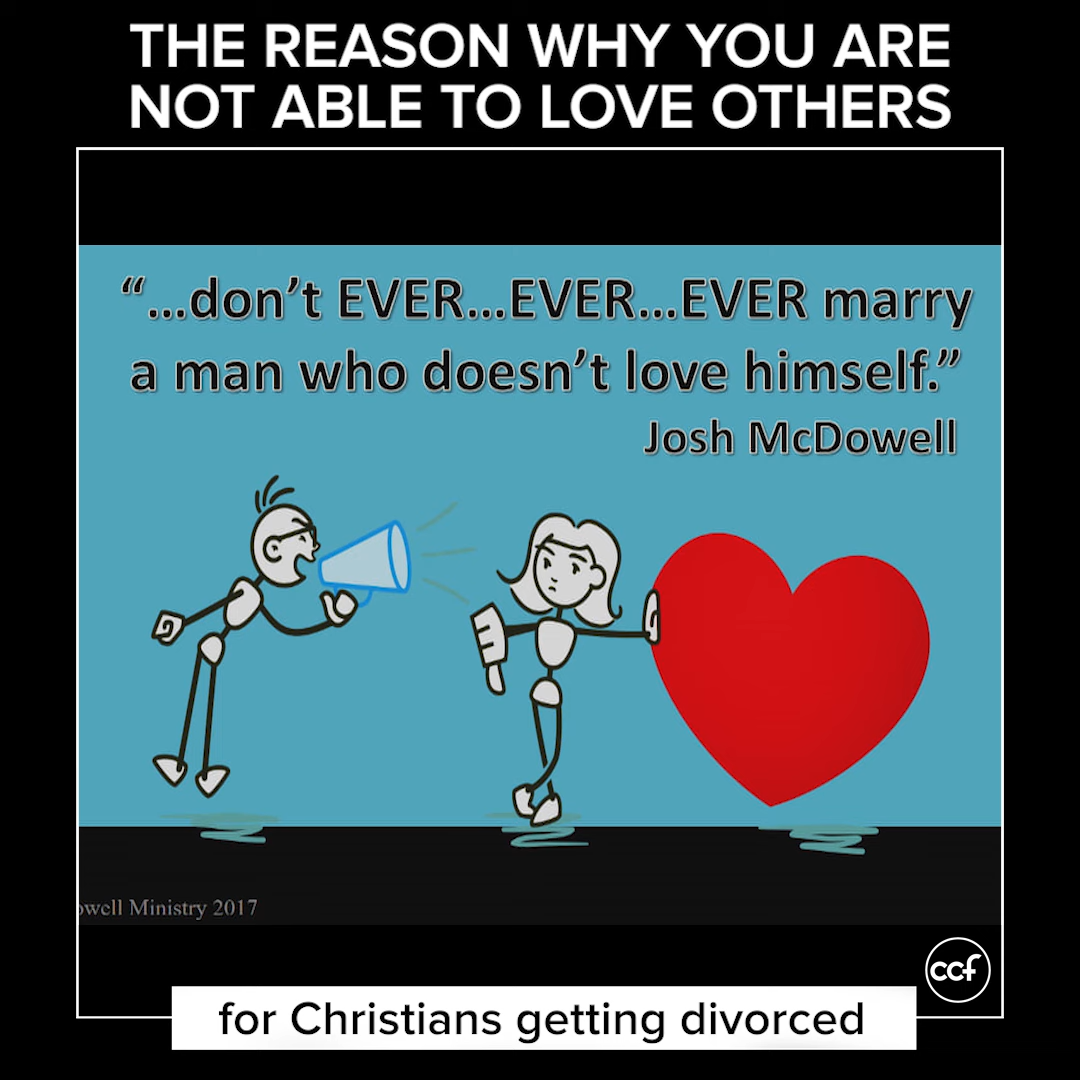 THE REASON WHY YOU ARE
NOT ABLE TO LOVE OTHERS
“...don’t EVER...EVER...EVER marry
a man who doesn’t love himself.”
Josh McDowell
owell Ministry 2017
ccf
for Christians getting divorced